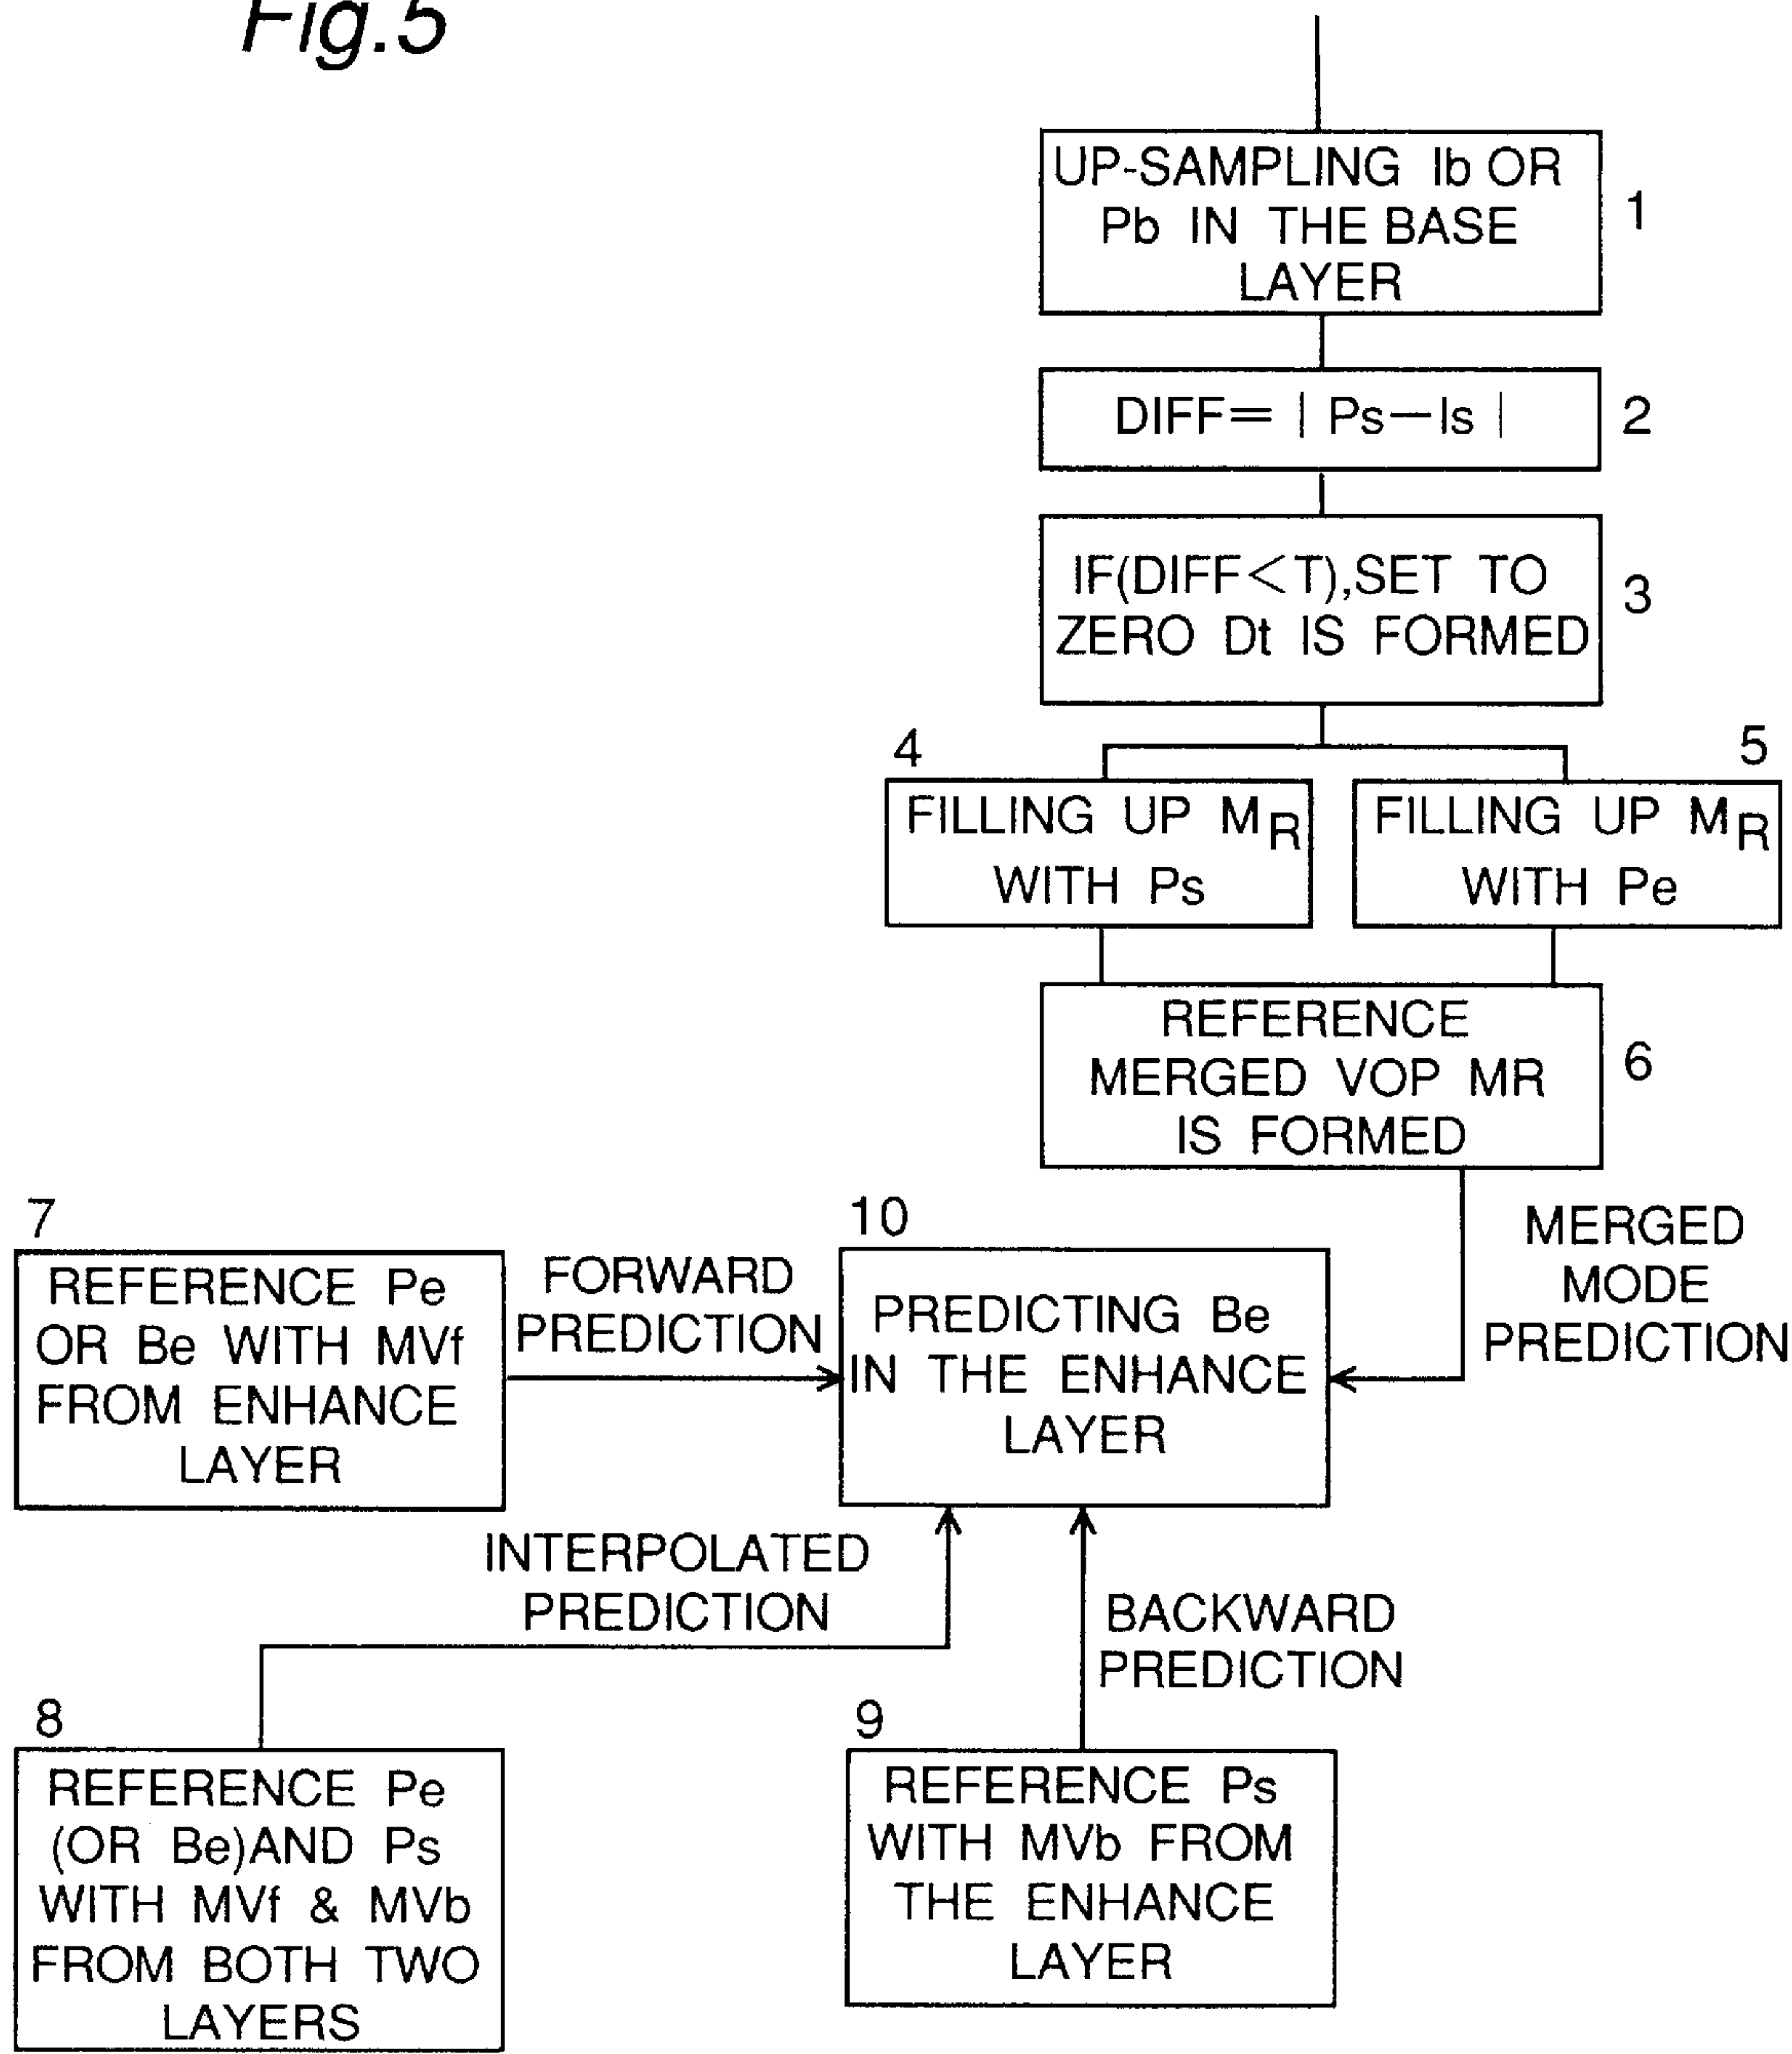 Fig.5
UP-SAMPLING Ib OR
Pb IN THE BASE
LAYER
1
DIFF= | Ps-Is |
2
IF(DIFF<T),SET TO
ZERO Dt IS FORMED
3
4
FILLING UP MR
WITH Ps
5
FILLING UP MR
WITH Pe
REFERENCE
MERGED VOP MR
IS FORMED
6
MERGED
MODE
PREDICTION
7
REFERENCE Pe
OR Be WITH MVf
FROM ENHANCE
LAYER
FORWARD
PREDICTION
10
PREDICTING Be
IN THE ENHANCE
LAYER
INTERPOLATED
PREDICTION
BACKWARD
PREDICTION
8
REFERENCE Pe
(OR Be)AND Ps
WITH MVf & MVb
FROM BOTH TWO
LAYERS
9
REFERENCE Ps
WITH MVb FROM
THE ENHANCE
LAYER